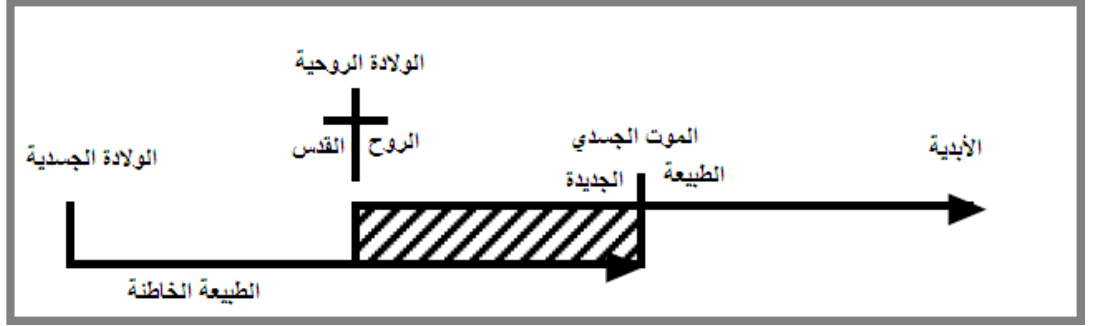 الولادة الروحية
الروح القدس
الموت الجسدي
الأبدية
الولادة الجسدية
الطبيعة الجديدة
الطبيعة الخاطئة